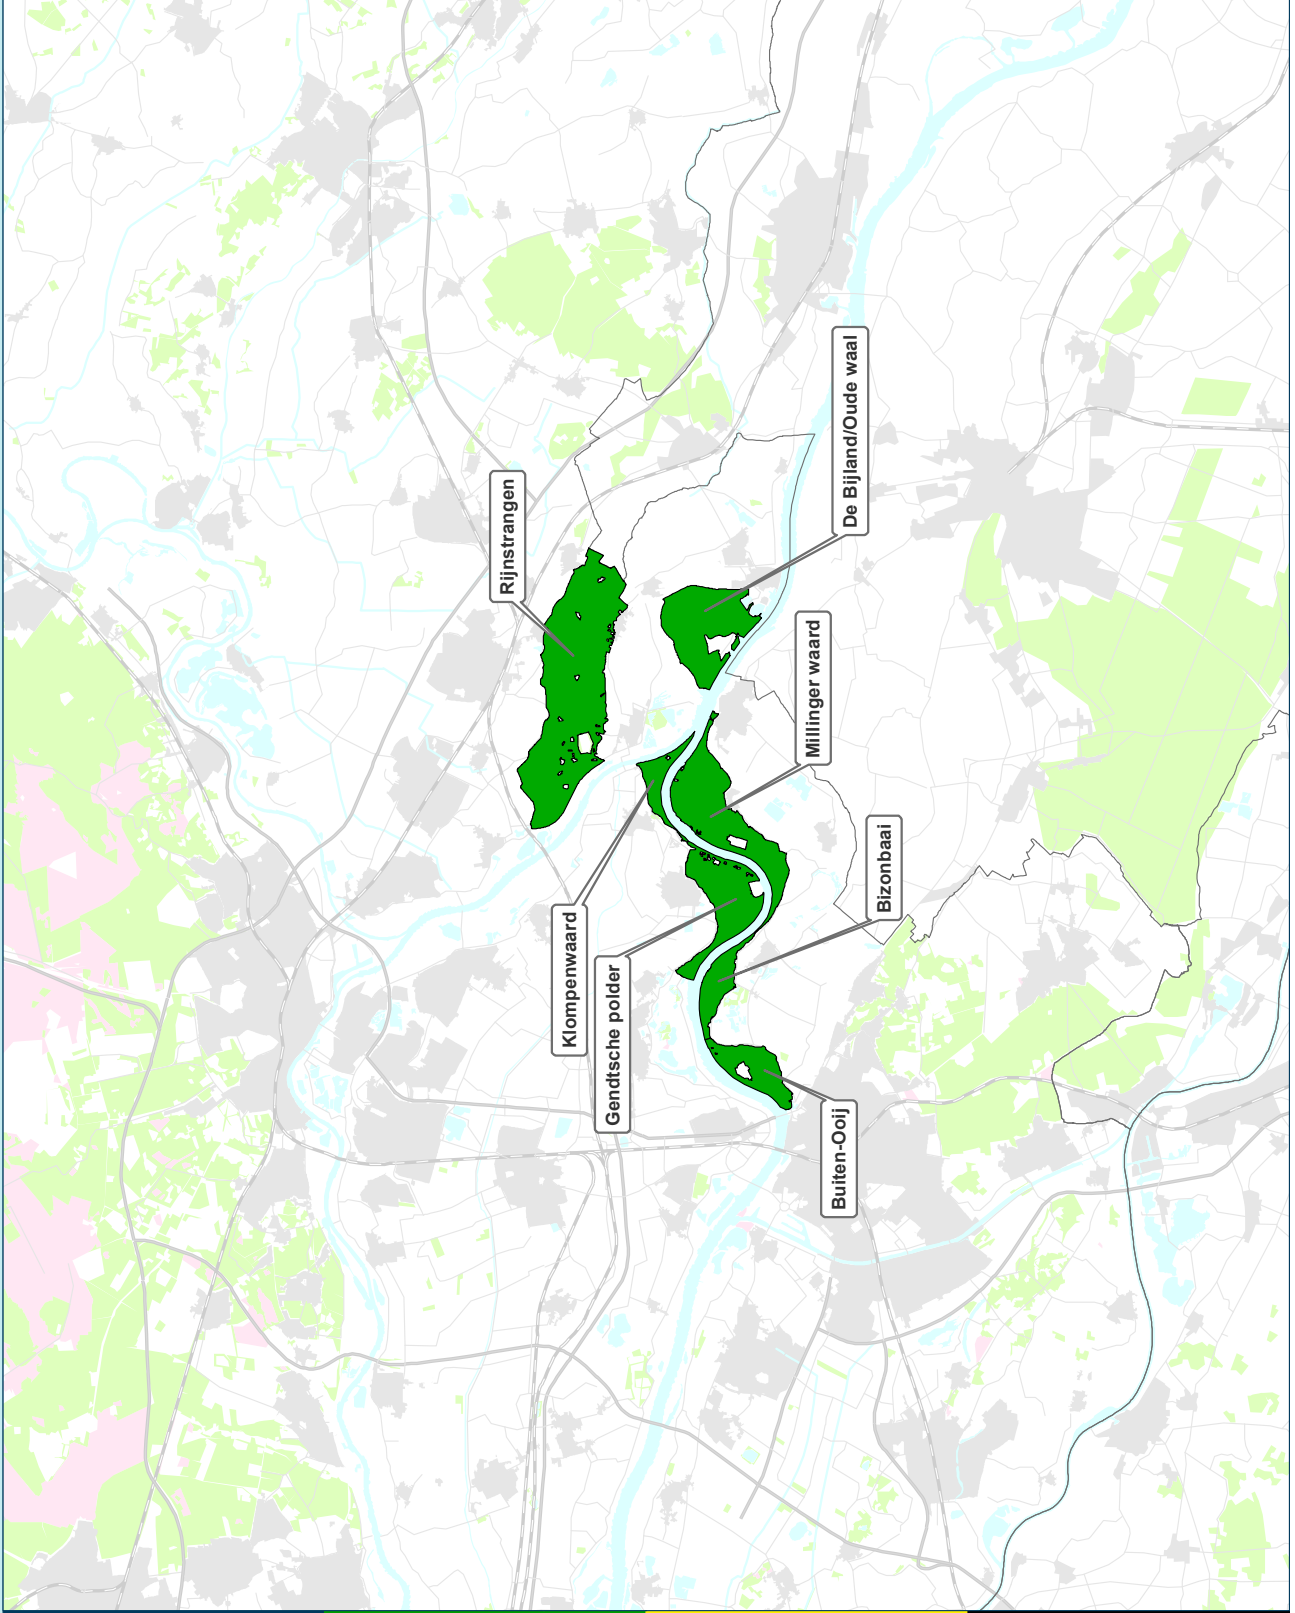 Rijnstrangen
Klompenwaard
Gendtsche polder
De Bijland/Oude waal
Millinger waard
Bizonbaai
Buiten-Ooij